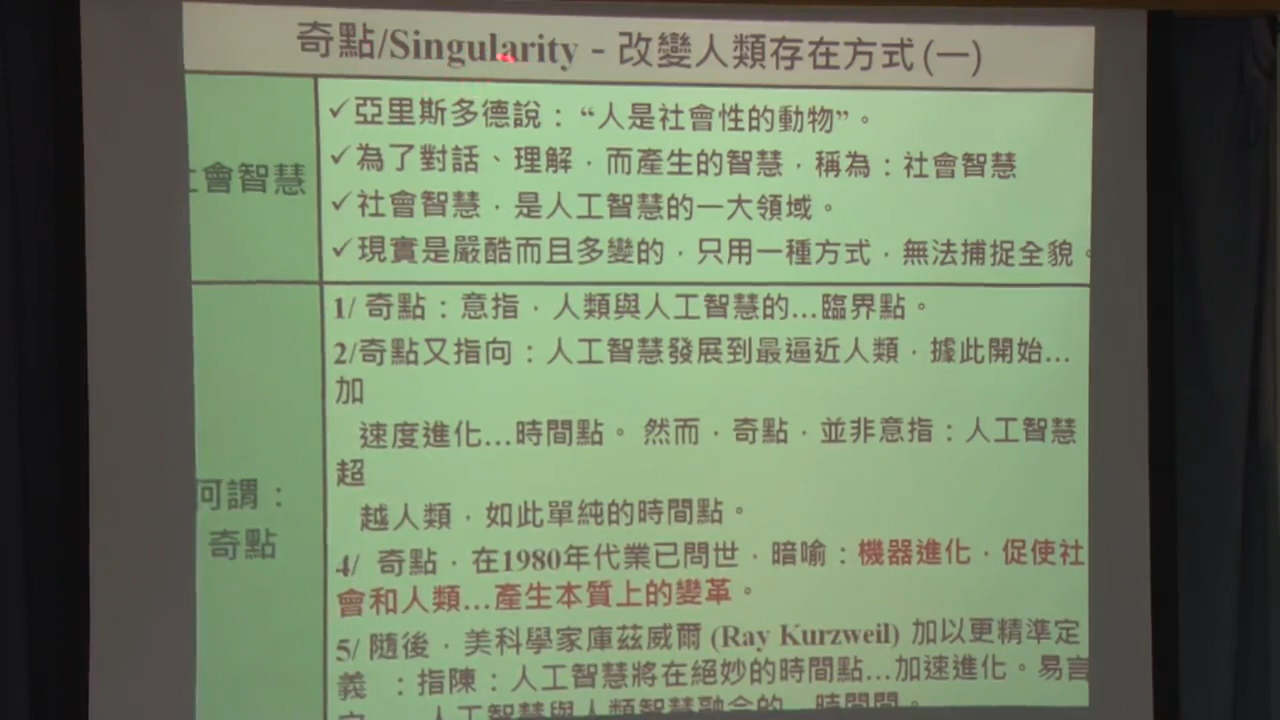 奇點/Singularity - 改變人類存在方式(一)
會智慧
✓亞里斯多德說：“人是社會性的動物”。
✓為了對話、理解，而產生的智慧，稱為：社會智慧
✓社會智慧，是人工智慧的一大領域。
✓現實是嚴酷而且多變的，只用一種方式，無法捕捉全貌。
何謂：
奇點
1/ 奇點：意指，人類與人工智慧的...臨界點。
2/奇點又指向：人工智慧發展到最逼近人類，據此開始...
加
速度進化...時間點。然而，奇點，並非意指：人工智慧
超
越人類，如此單純的時間點。
4/ 奇點，在1980年代業已問世，暗喻：機器進化，促使社
會和人類...產生本質上的變革。
5/ 隨後，美科學家庫茲威爾 (Ray Kurzweil) 加以更精準定
義 ：指陳：人工智慧將在絕妙的時間點...加速進化。易言
人工智慧與人類智慧融合的